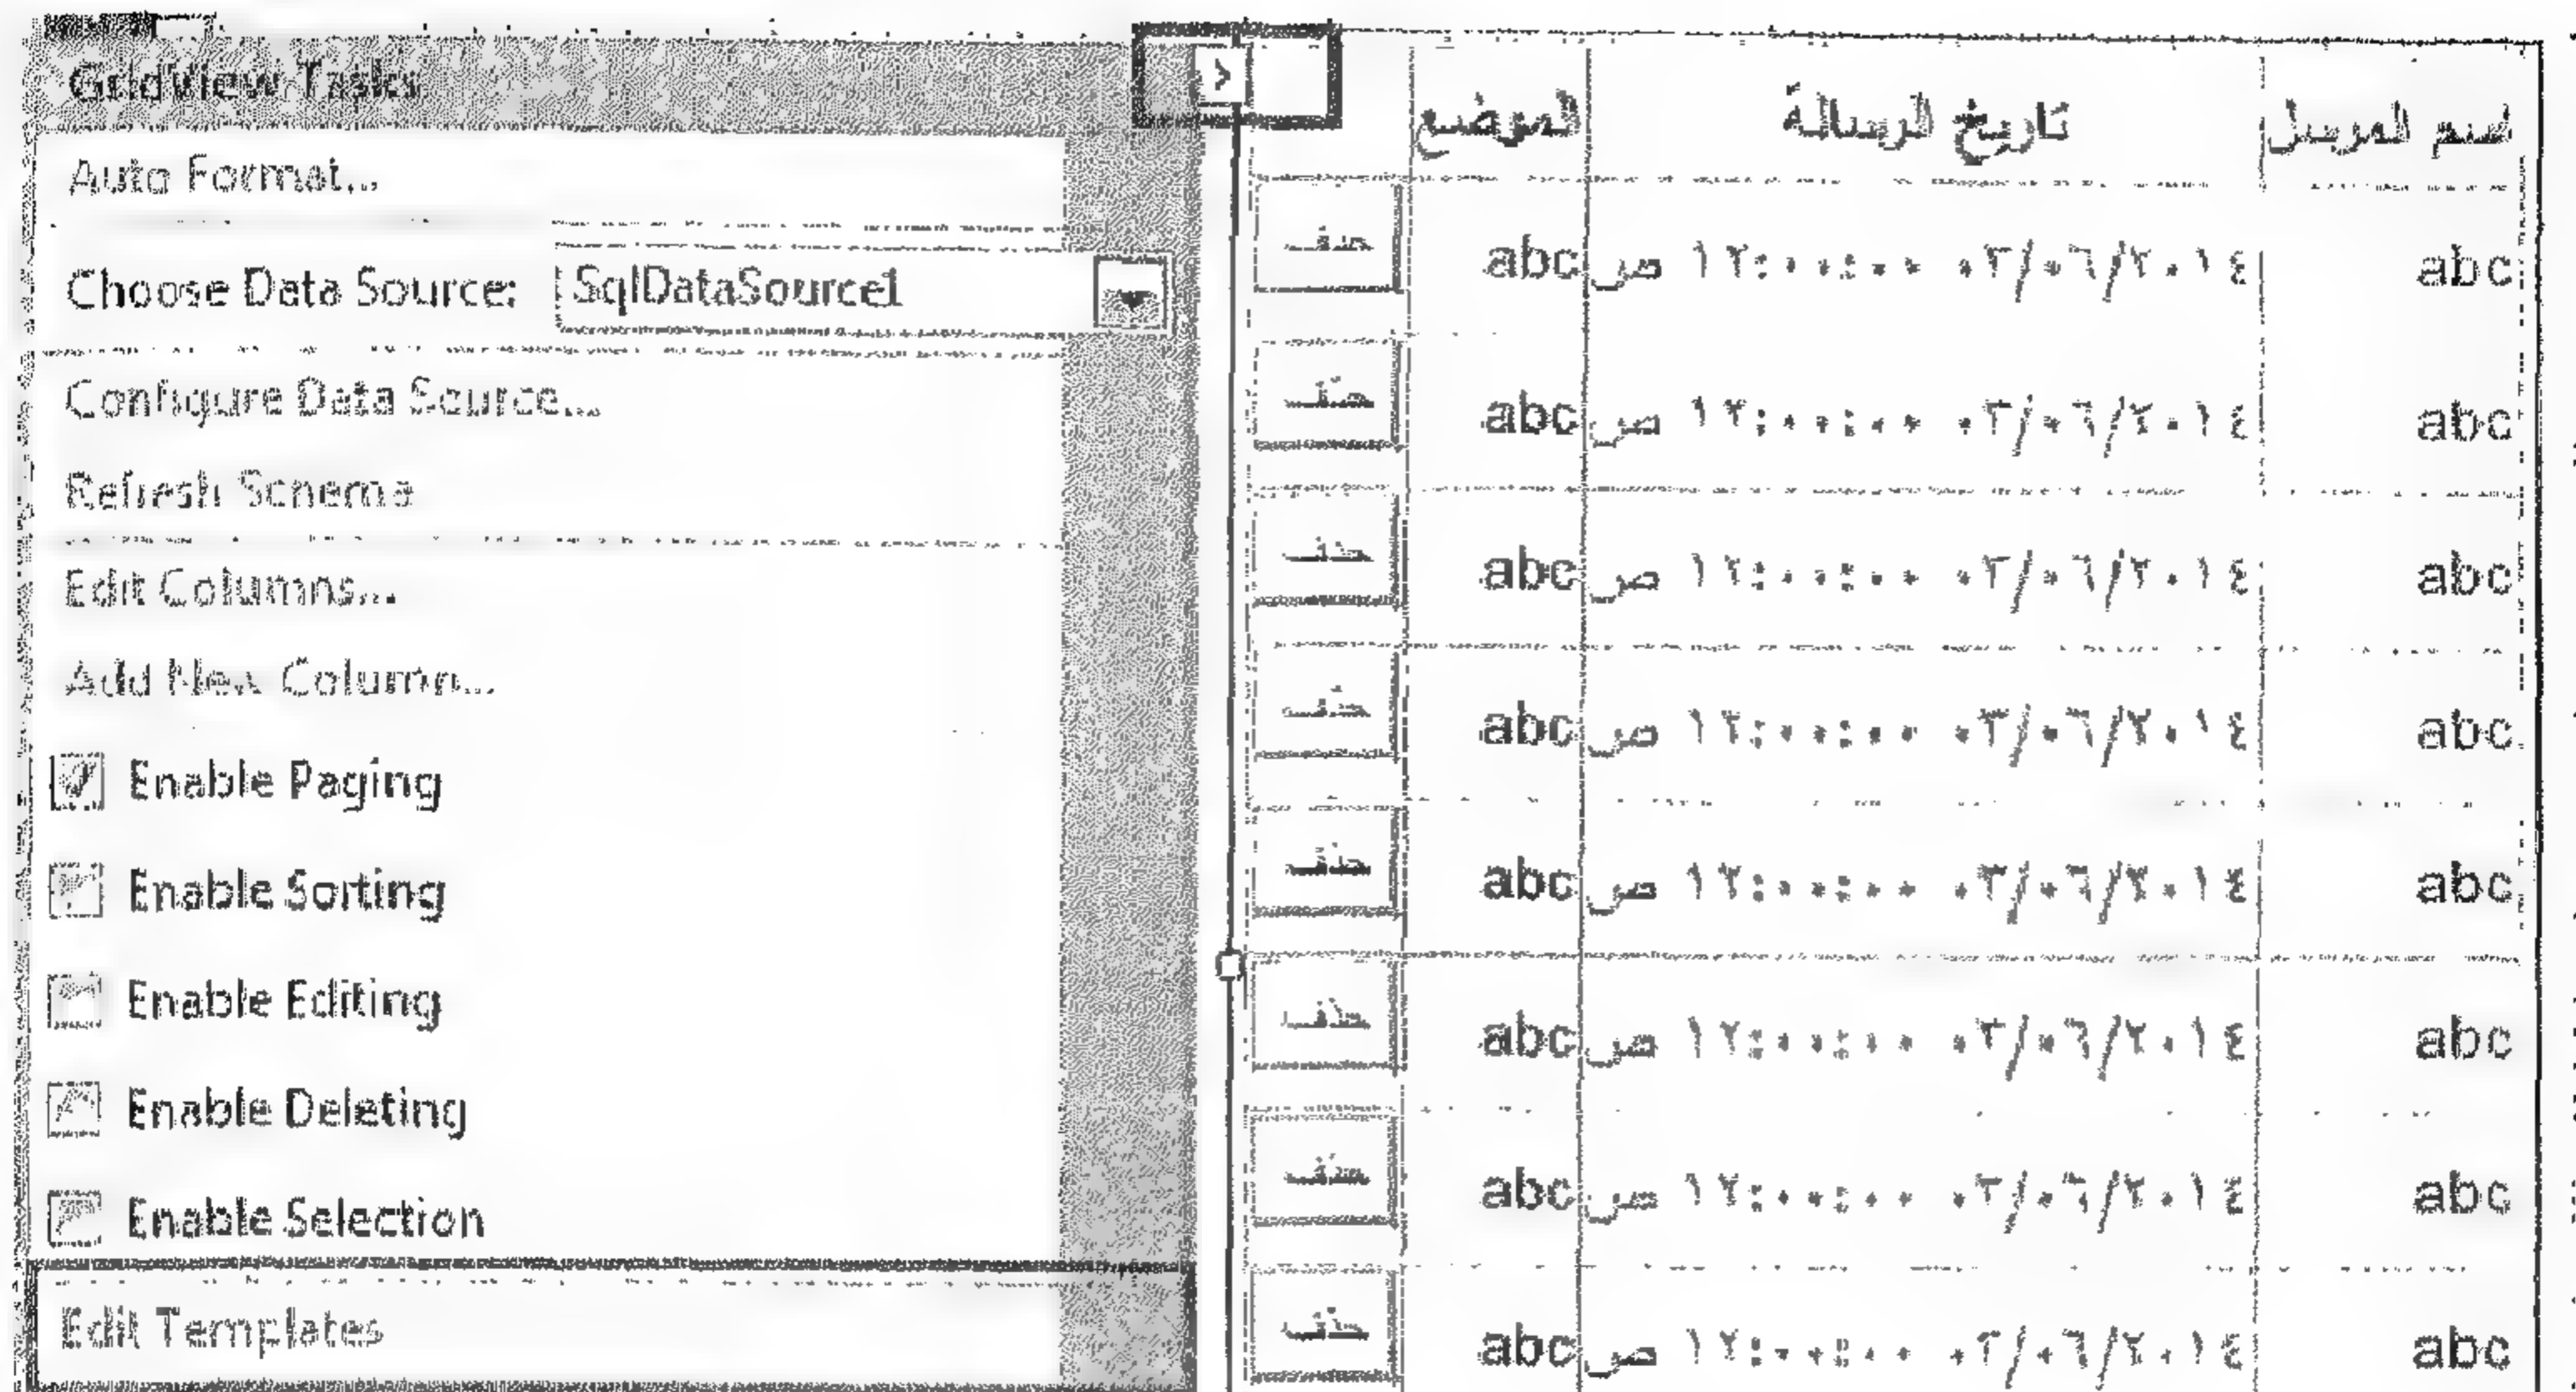 GridView Tasks
Auto Format...
Choose Data Source: SqlDataSource1
Configure Data Source...
Refresh Schema
Edit Columns...
Add New Column...
Enable Paging
Enable Sorting
Enable Editing
Enable Deleting
Enable Selection
Edit Templates
اسم المرسل تاريخ الرسالة الموضع
abc ٠٣/٠٦/٢٠١٤ ١٢:٠٠:٠٠ ص abc حذف
abc ٠٣/٠٦/٢٠١٤ ١٢:٠٠:٠٠ ص abc حذف
abc ٠٣/٠٦/٢٠١٤ ١٢:٠٠:٠٠ ص abc حذف
abc ٠٣/٠٦/٢٠١٤ ١٢:٠٠:٠٠ ص abc حذف
abc ٠٣/٠٦/٢٠١٤ ١٢:٠٠:٠٠ ص abc حذف
abc ٠٣/٠٦/٢٠١٤ ١٢:٠٠:٠٠ ص abc حذف
abc ٠٣/٠٦/٢٠١٤ ١٢:٠٠:٠٠ ص abc حذف
abc ٠٣/٠٦/٢٠١٤ ١٢:٠٠:٠٠ ص abc حذف